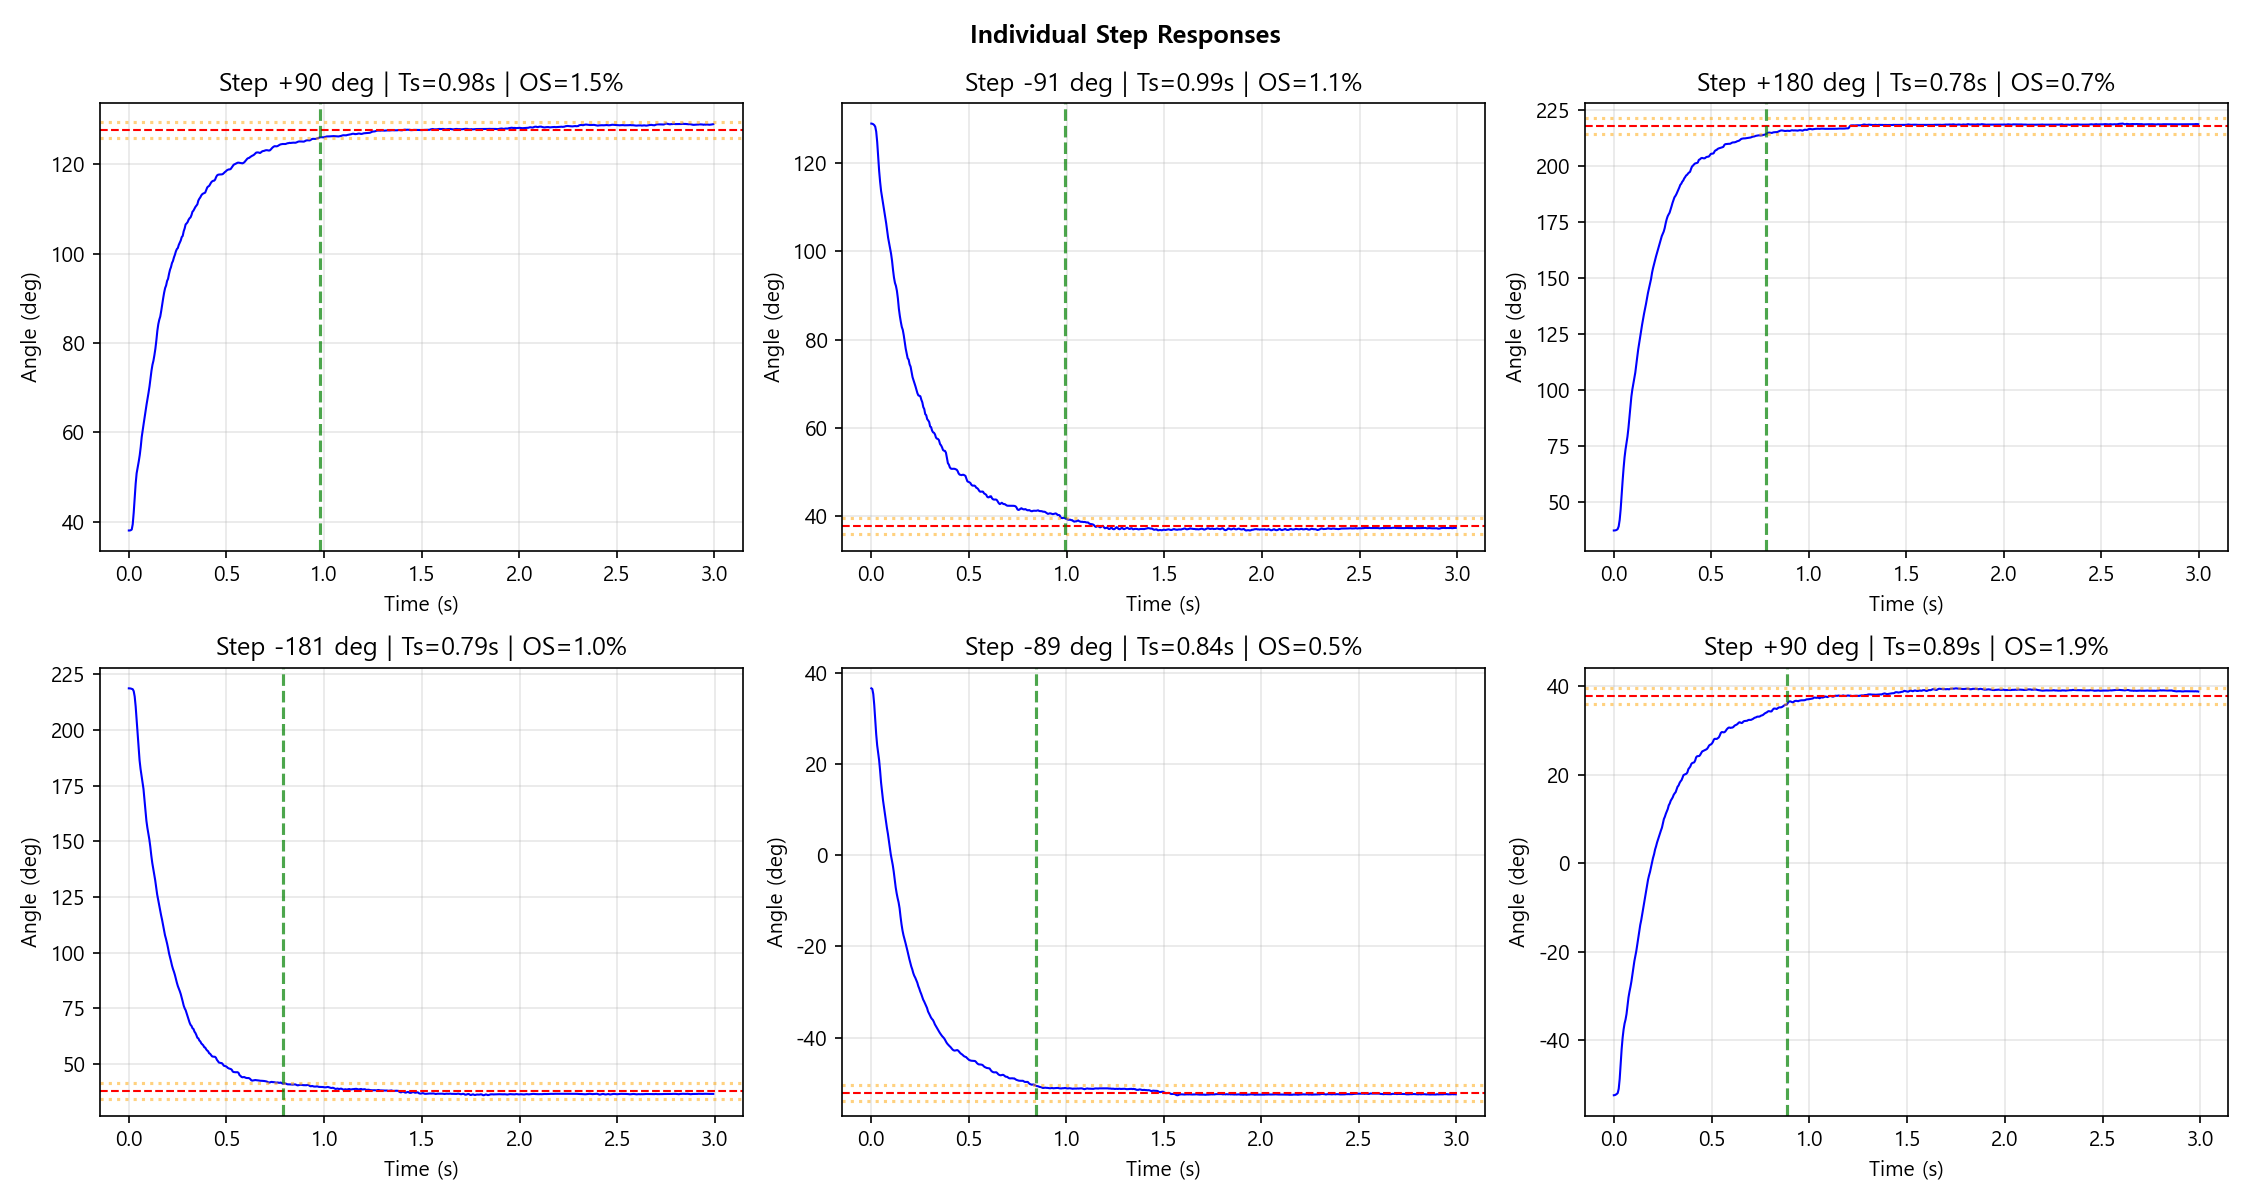 Individual Step Responses
Step +90 deg | Ts=0.98s | OS=1.5%
Step -91 deg | Ts=0.99s | OS=1.1%
Step +180 deg | Ts=0.78s | OS=0.7%
Angle (deg)
120
100
80
60
40
0.0 0.5 1.0 1.5 2.0 2.5 3.0
Time (s)
Angle (deg)
120
100
80
60
40
0.0 0.5 1.0 1.5 2.0 2.5 3.0
Time (s)
Angle (deg)
225
200
175
150
125
100
75
50
0.0 0.5 1.0 1.5 2.0 2.5 3.0
Time (s)
Step -181 deg | Ts=0.79s | OS=1.0%
Step -89 deg | Ts=0.84s | OS=0.5%
Step +90 deg | Ts=0.89s | OS=1.9%
Angle (deg)
225
200
175
150
125
100
75
50
0.0 0.5 1.0 1.5 2.0 2.5 3.0
Time (s)
Angle (deg)
40
20
0
-20
-40
0.0 0.5 1.0 1.5 2.0 2.5 3.0
Time (s)
Angle (deg)
40
20
0
-20
-40
0.0 0.5 1.0 1.5 2.0 2.5 3.0
Time (s)